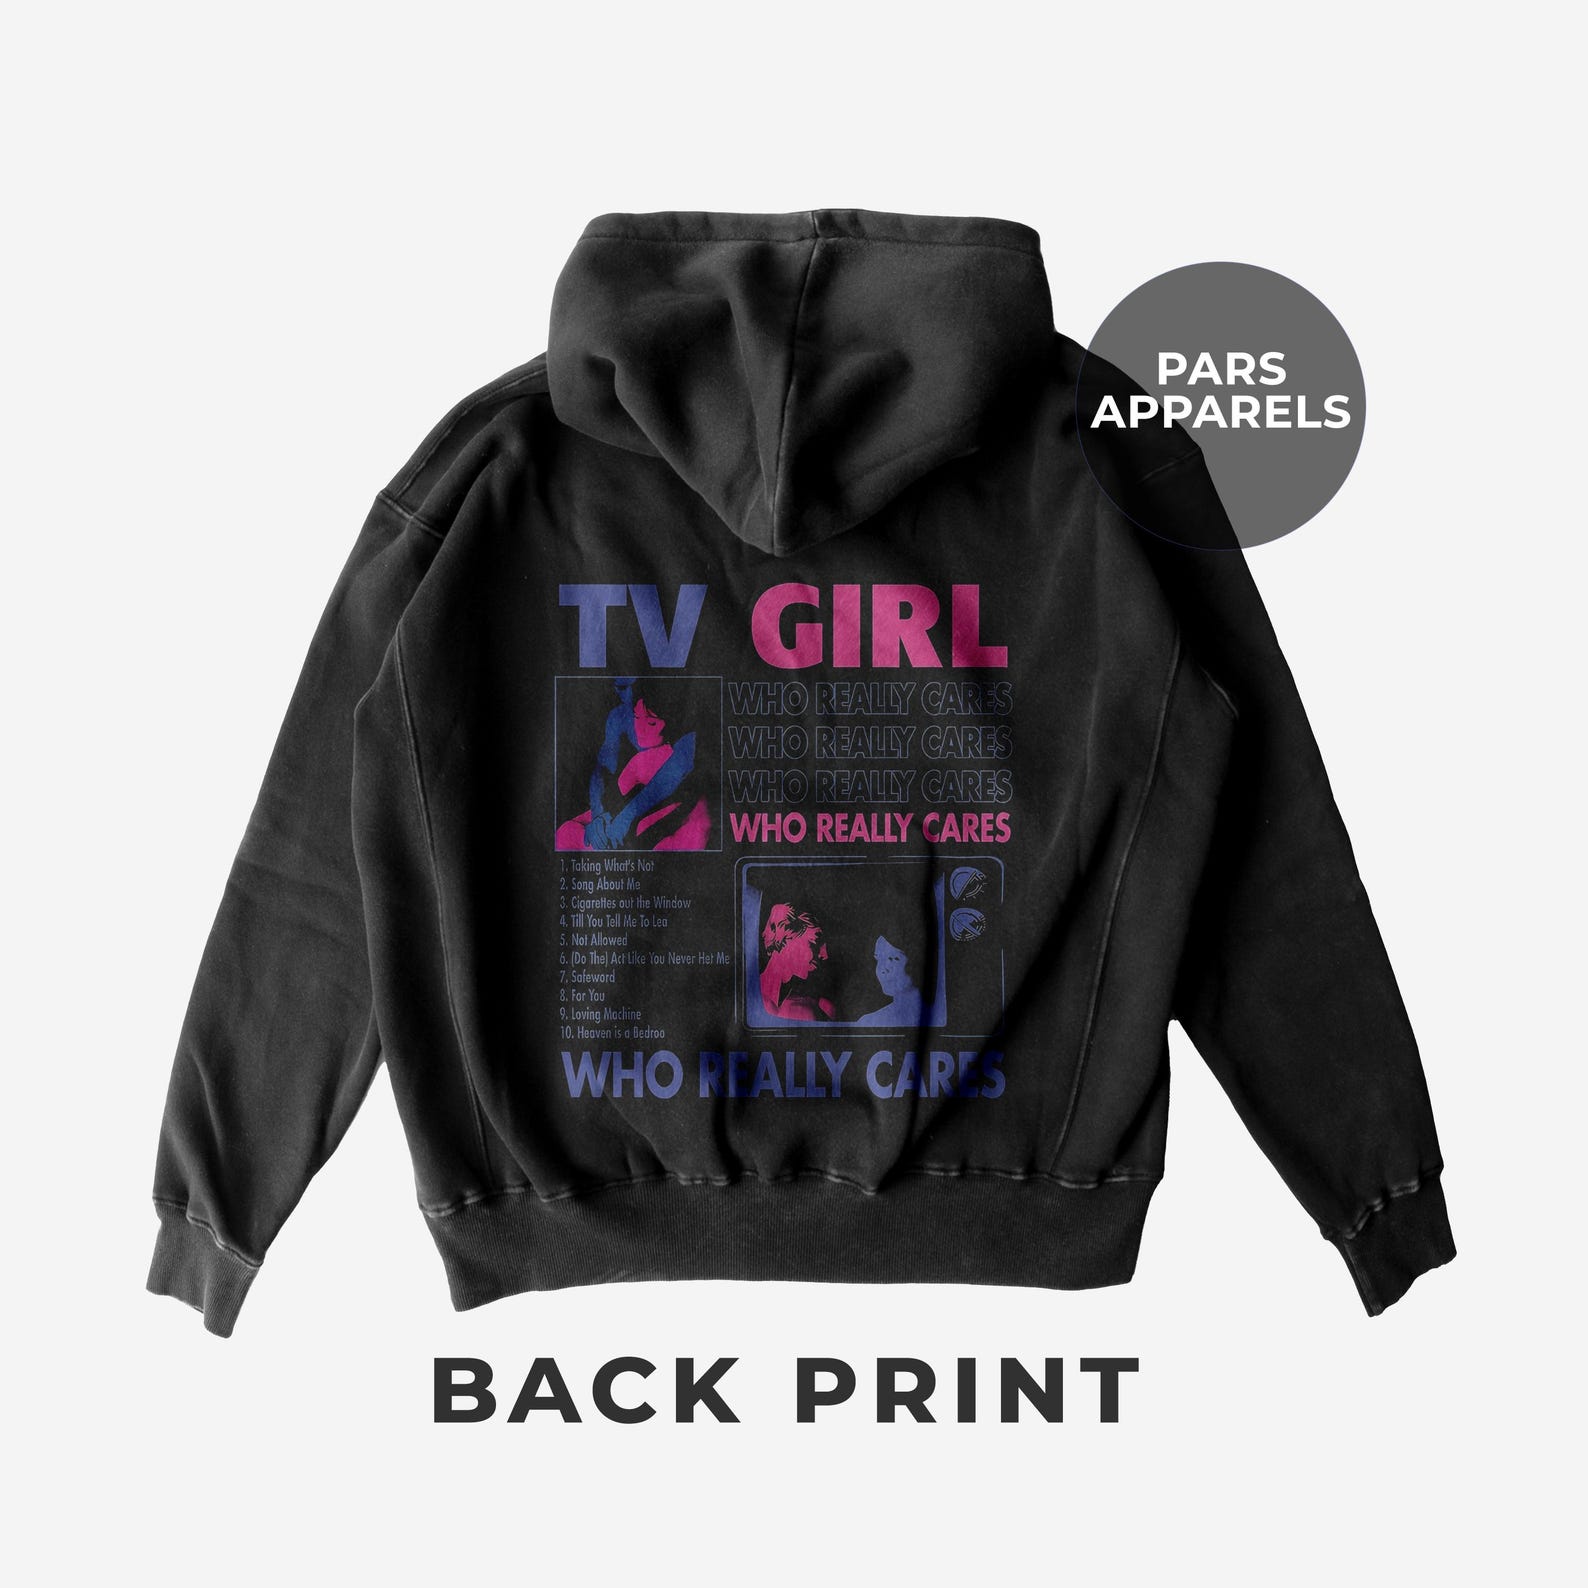 PARS
APPARELS
TV GIRL
WHO REALLY CARES
WHO REALLY CARES
WHO REALLY CARES
WHO REALLY CARES
1. Taking What's Not
2. Song About Me
3. Cigarettes out the Window
4. Till You Tell Me To Lea
5. Not Allowed
6. (Do The) Act Like You Never Het Me
7. Safeword
8. For You
9. Loving Machine
10. Heaven is a Bedroo
WHO REALLY CARES
BACK PRINT